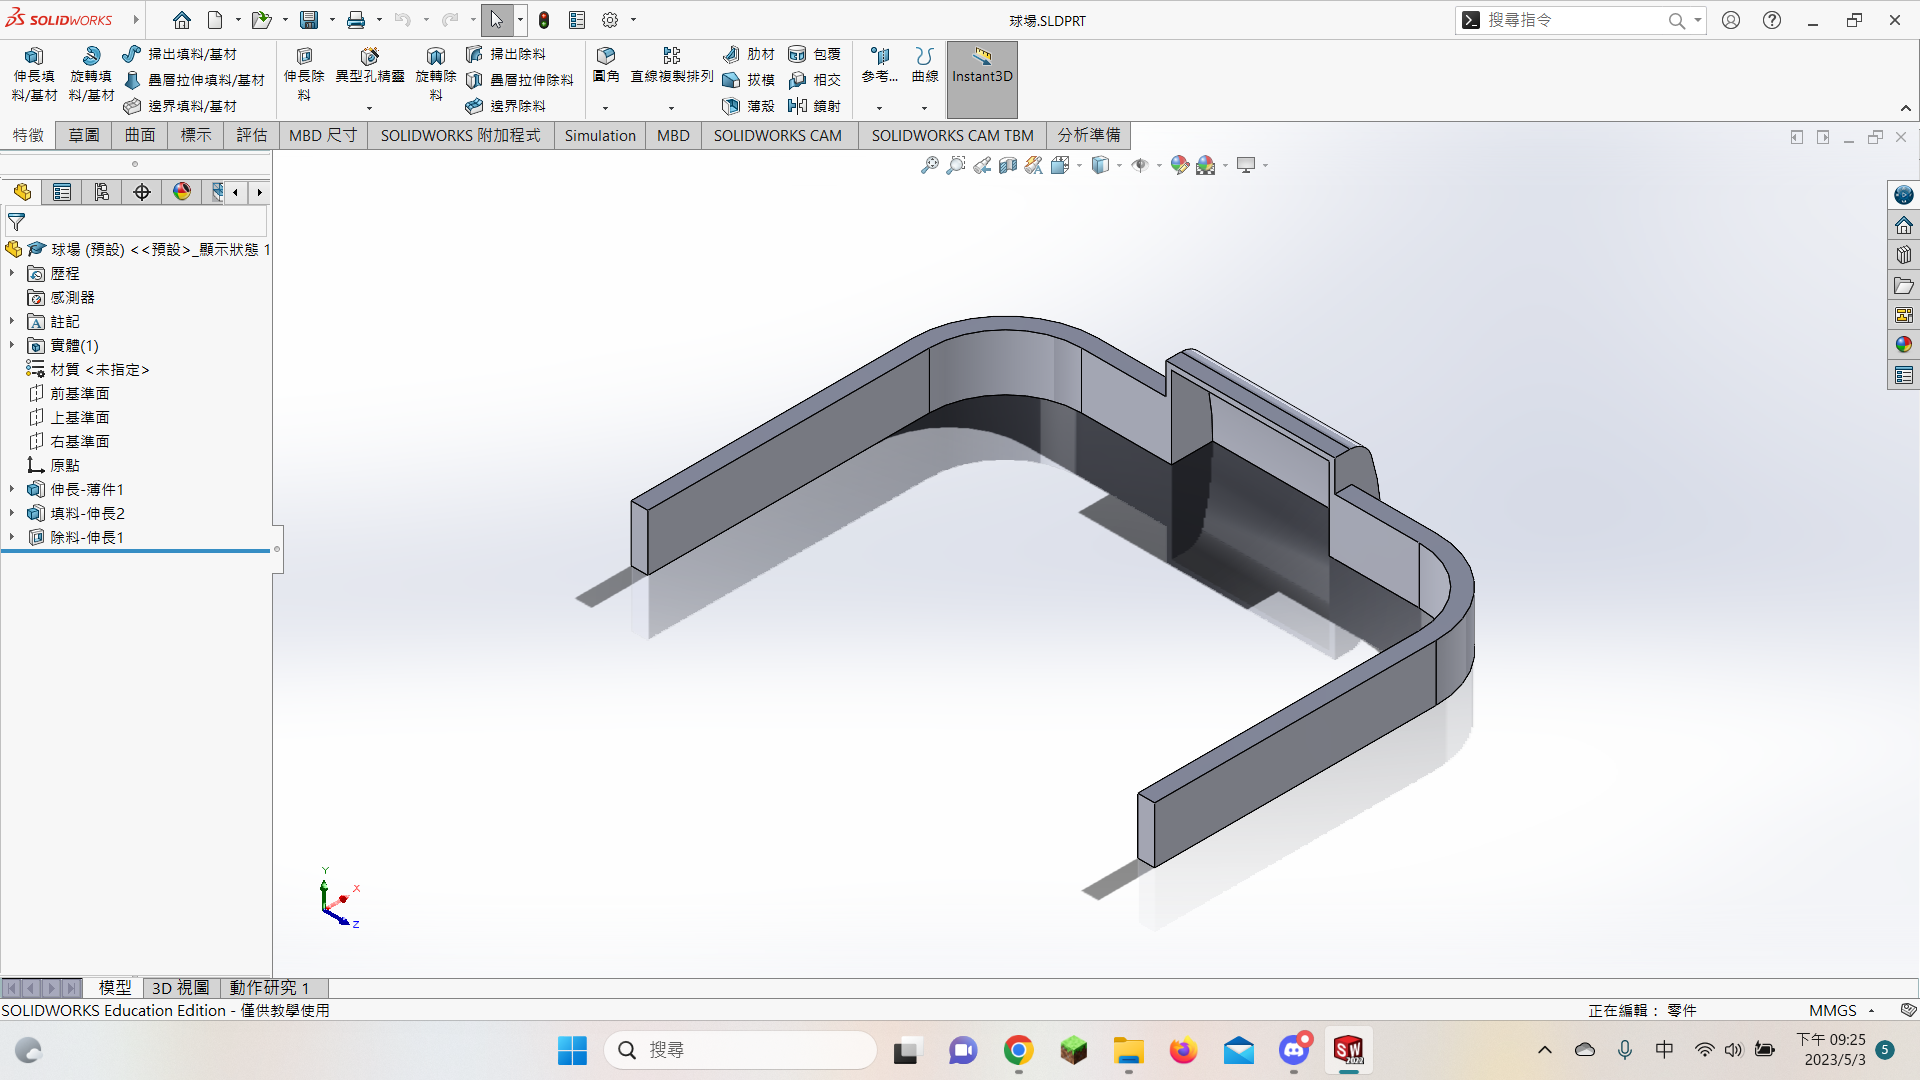 SOLIDWORKS
球場.SLDPRT
搜尋指令
伸長填料/基材
旋轉填料/基材
掃出填料/基材
疊層拉伸填料/基材
邊界填料/基材
伸長除料
異型孔精靈
旋轉除料
掃出除料
疊層拉伸除料
邊界除料
圓角
直線複製排列
肋材
拔模
薄殼
包覆
相交
鏡射
參考...
曲線
Instant3D
特徵
草圖
曲面
標示
評估
MBD 尺寸
SOLIDWORKS 附加程式
Simulation
MBD
SOLIDWORKS CAM
SOLIDWORKS CAM TBM
分析準備
球場 (預設) <<預設>_顯示狀態 1
歷程
感測器
註記
實體(1)
材質 <未指定>
前基準面
上基準面
右基準面
原點
伸長-薄件1
填料-伸長2
除料-伸長1
Y
X
Z
模型
3D 視圖
動作研究 1
SOLIDWORKS Education Edition - 僅供教學使用
正在編輯： 零件
MMGS
搜尋
SW
2022
中
下午 09:25
2023/5/3
5